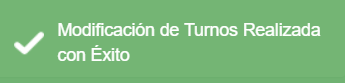 Modificación de Turnos Realizada
con Éxito